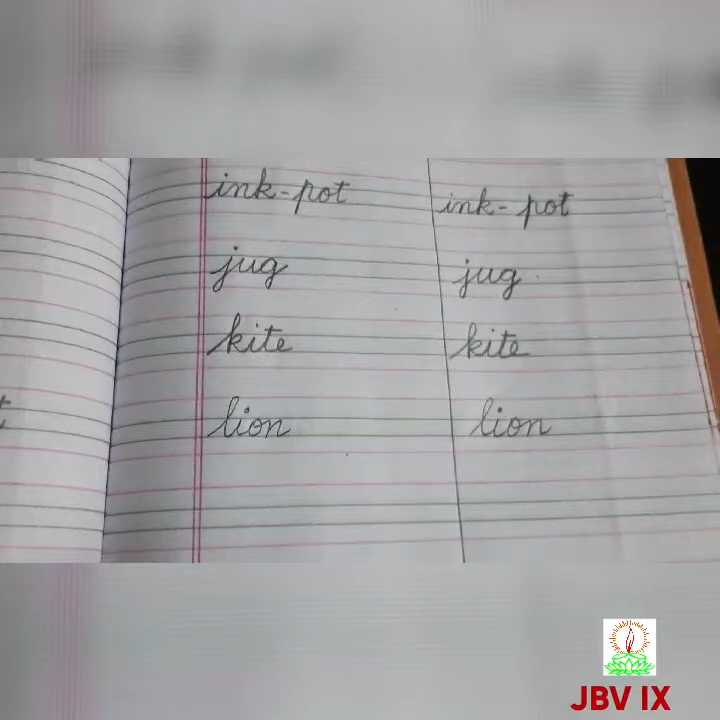 ink-pot ink-pot
jug jug
kite kite
lion lion
JBV IX